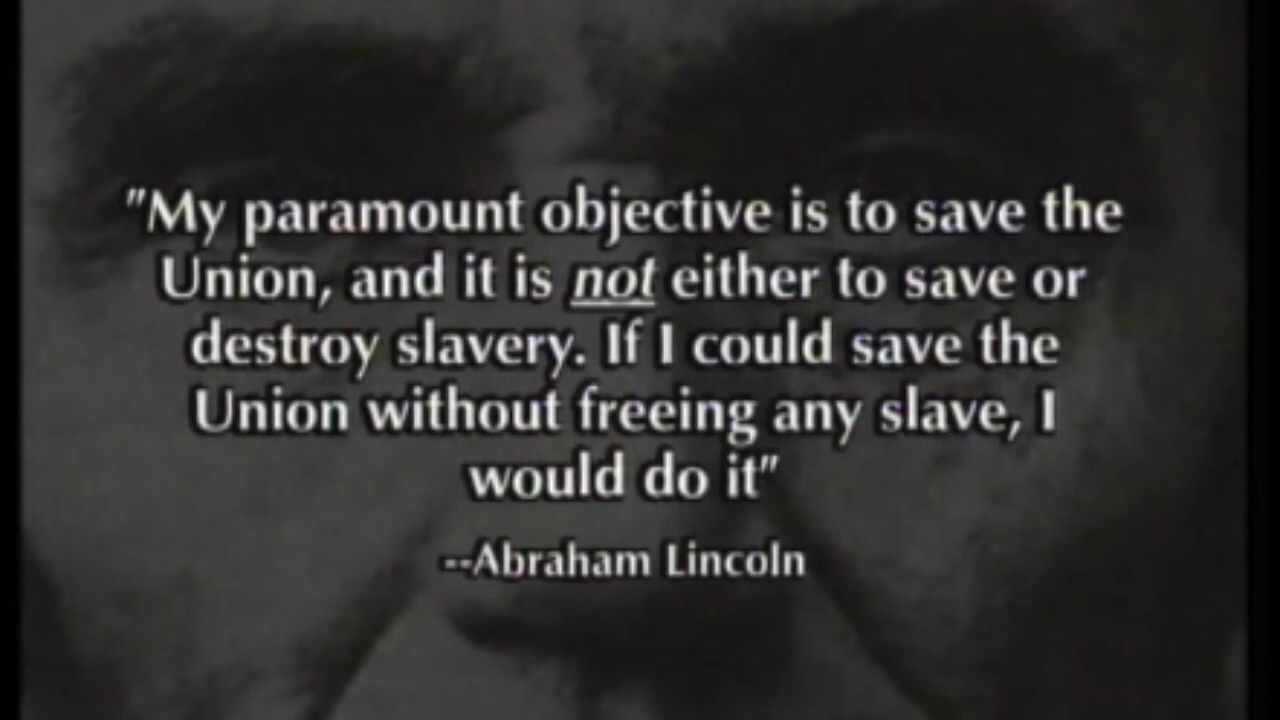 "My paramount objective is to save the
Union, and it is not either to save or
destroy slavery. If I could save the
Union without freeing any slave, I
would do it"
--Abraham Lincoln